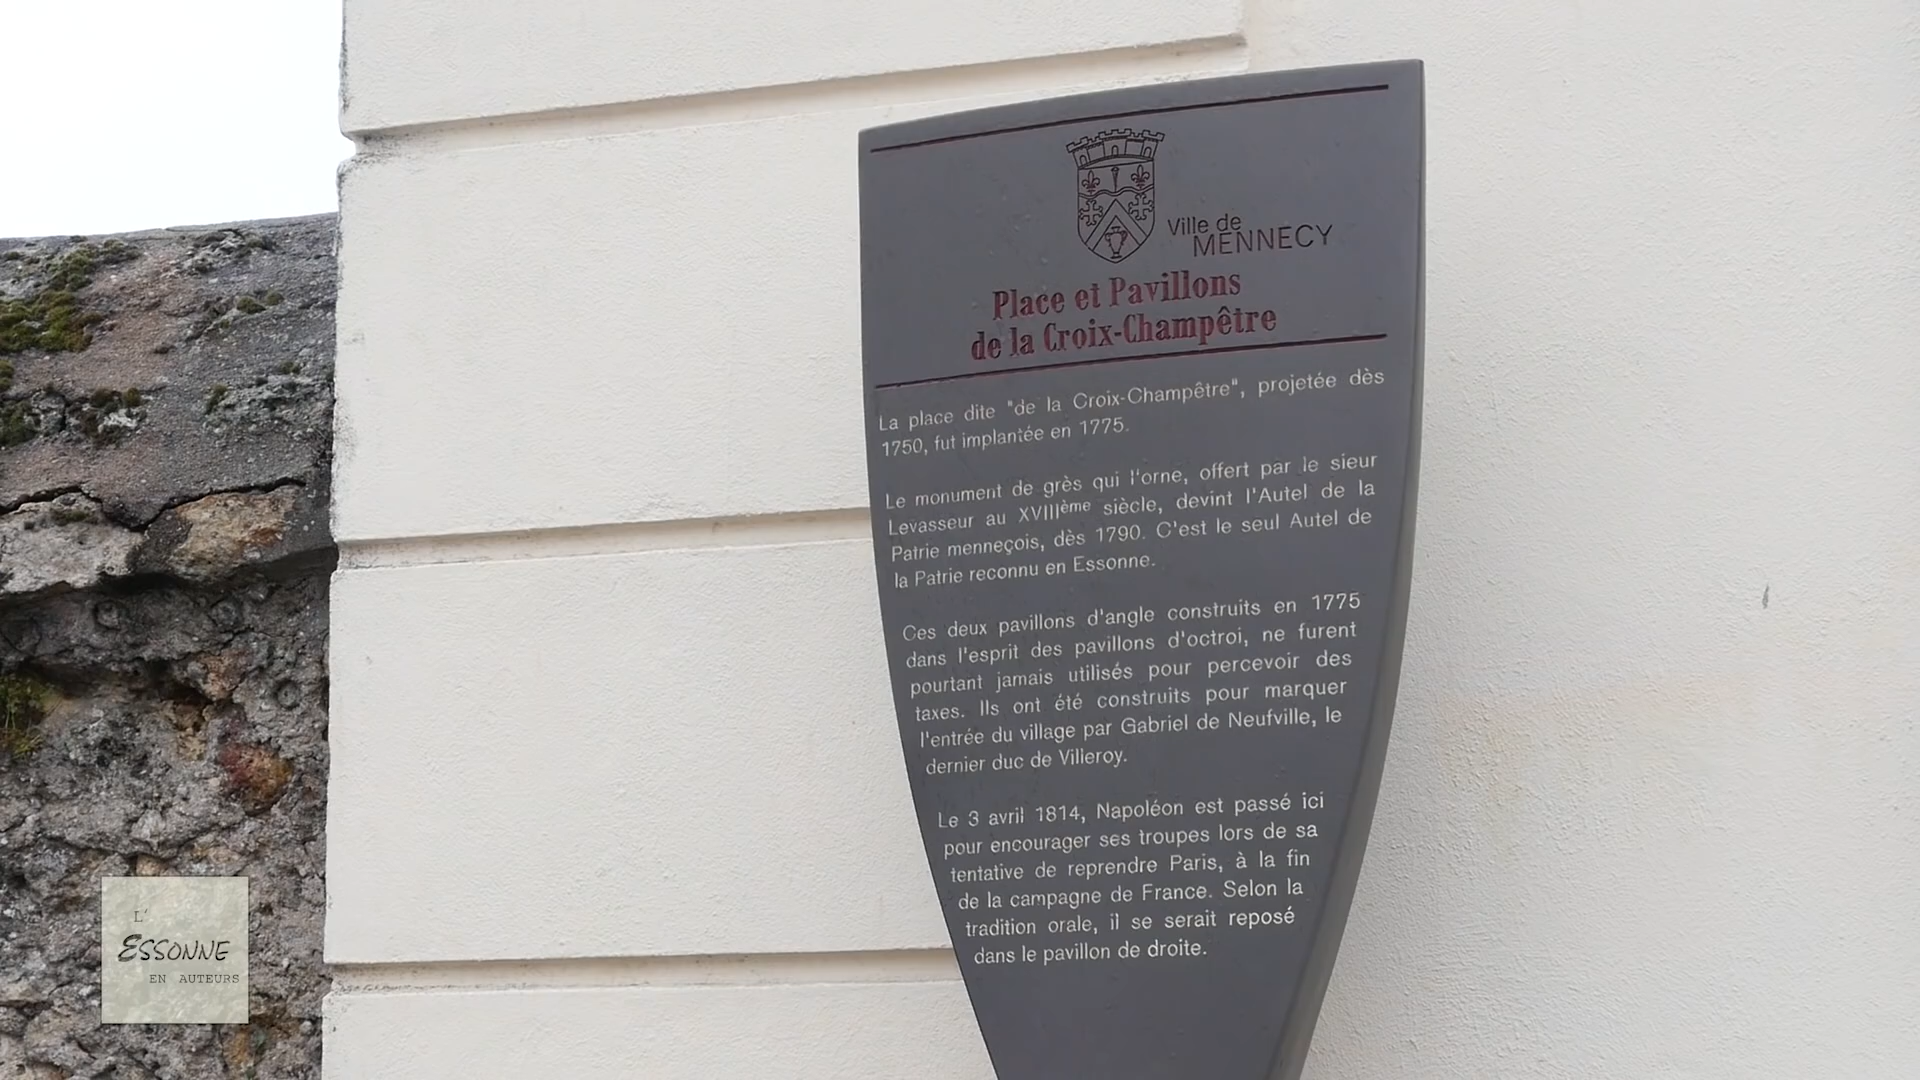 Ville de
MENNECY
Place et Pavillons
de la Croix-Champêtre
La place dite "de la Croix-Champêtre", projetée dès
1750, fut implantée en 1775.
Le monument de grès qui l'orne, offert par le sieur
Levasseur au XVIIIème siècle, devint l'Autel de la
Patrie menneçois, dès 1790. C'est le seul Autel de
la Patrie reconnu en Essonne.
Ces deux pavillons d'angle construits en 1775
dans l'esprit des pavillons d'octroi, ne furent
pourtant jamais utilisés pour percevoir des
taxes. Ils ont été construits pour marquer
l'entrée du village par Gabriel de Neufville, le
dernier duc de Villeroy.
Le 3 avril 1814, Napoléon est passé ici
pour encourager ses troupes lors de sa
tentative de reprendre Paris, à la fin
de la campagne de France. Selon la
tradition orale, il se serait reposé
dans le pavillon de droite.
L'
ESSONNE
EN AUTEURS